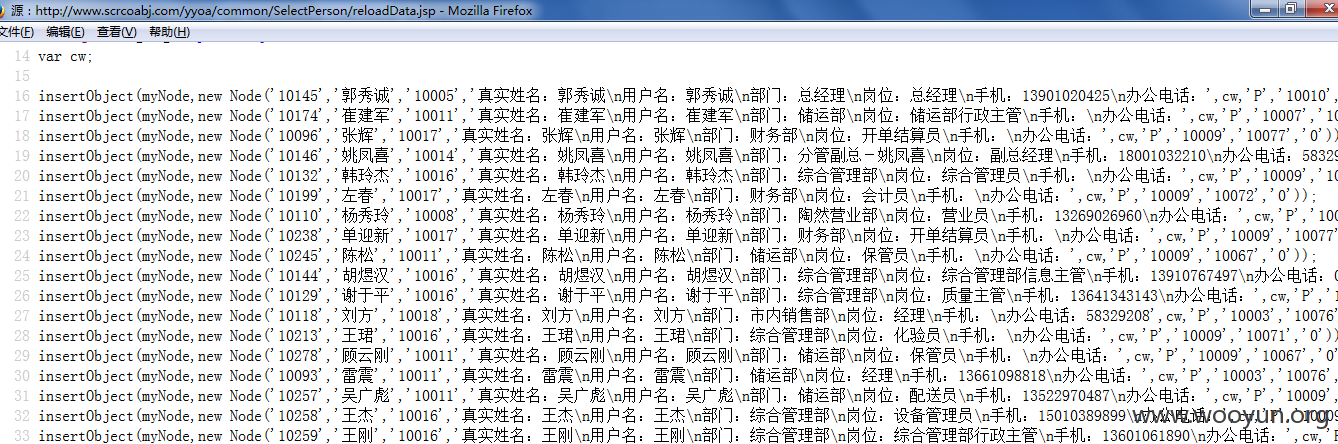 源：http://www.scrcoabj.com/yyoa/common/SelectPerson/reloadData.jsp - Mozilla Firefox
文件(F) 编辑(E) 查看(V) 帮助(H)
14 var cw;
15
16 insertObject(myNode,new Node('10145','郭秀诚','10005','真实姓名：郭秀诚\n用户名：郭秀诚\n部门：总经理\n岗位：总经理\n手机：13901020425\n办公电话：',cw,'P','10010',
17 insertObject(myNode,new Node('10174','崔建军','10011','真实姓名：崔建军\n用户名：崔建军\n部门：储运部\n岗位：储运部行政主管\n手机：\n办公电话：',cw,'P','10007','10
18 insertObject(myNode,new Node('10096','张辉','10017','真实姓名：张辉\n用户名：张辉\n部门：财务部\n岗位：开单结算员\n手机：\n办公电话：',cw,'P','10009','10077','0'))
19 insertObject(myNode,new Node('10146','姚凤喜','10014','真实姓名：姚凤喜\n用户名：姚凤喜\n部门：分管副总－姚凤喜\n岗位：副总经理\n手机：18001032210\n办公电话：58329
20 insertObject(myNode,new Node('10132','韩玲杰','10016','真实姓名：韩玲杰\n用户名：韩玲杰\n部门：综合管理部\n岗位：综合管理员\n手机：\n办公电话：',cw,'P','10009','10
21 insertObject(myNode,new Node('10199','左春','10017','真实姓名：左春\n用户名：左春\n部门：财务部\n岗位：会计员\n手机：\n办公电话：',cw,'P','10009','10072','0'));
22 insertObject(myNode,new Node('10110','杨秀玲','10008','真实姓名：杨秀玲\n用户名：杨秀玲\n部门：陶然营业部\n岗位：营业员\n手机：13269026960\n办公电话：',cw,'P','100
23 insertObject(myNode,new Node('10238','单迎新','10017','真实姓名：单迎新\n用户名：单迎新\n部门：财务部\n岗位：开单结算员\n手机：\n办公电话：',cw,'P','10009','10077'
24 insertObject(myNode,new Node('10245','陈松','10011','真实姓名：陈松\n用户名：陈松\n部门：储运部\n岗位：保管员\n手机：\n办公电话：',cw,'P','10009','10067','0'));
25 insertObject(myNode,new Node('10144','胡煜汉','10016','真实姓名：胡煜汉\n用户名：胡煜汉\n部门：综合管理部\n岗位：综合管理部信息主管\n手机：13910767497\n办公电话：0
26 insertObject(myNode,new Node('10129','谢于平','10016','真实姓名：谢于平\n用户名：谢于平\n部门：综合管理部\n岗位：质量主管\n手机：13641343143\n办公电话：',cw,'P','1
27 insertObject(myNode,new Node('10118','刘方','10018','真实姓名：刘方\n用户名：刘方\n部门：市内销售部\n岗位：经理\n手机：\n办公电话：58329208',cw,'P','10003','10076'
28 insertObject(myNode,new Node('10213','王珺','10016','真实姓名：王珺\n用户名：王珺\n部门：综合管理部\n岗位：化验员\n手机：\n办公电话：',cw,'P','10009','10071','0'))
29 insertObject(myNode,new Node('10278','顾云刚','10011','真实姓名：顾云刚\n用户名：顾云刚\n部门：储运部\n岗位：保管员\n手机：\n办公电话：',cw,'P','10009','10067','0'
30 insertObject(myNode,new Node('10093','雷震','10011','真实姓名：雷震\n用户名：雷震\n部门：储运部\n岗位：经理\n手机：13661098818\n办公电话：',cw,'P','10003','10076',
31 insertObject(myNode,new Node('10257','吴广彪','10011','真实姓名：吴广彪\n用户名：吴广彪\n部门：储运部\n岗位：配送员\n手机：13522970487\n办公电话：',cw,'P','10009',
32 insertObject(myNode,new Node('10258','王杰','10016','真实姓名：王杰\n用户名：王杰\n部门：综合管理部\n岗位：设备管理员\n手机：15010389899
33 insertObject(myNode,new Node('10259','王刚','10016','真实姓名：王刚\n用户名：王刚\n部门：综合管理部\n岗位：综合管理部行政主管\n手机：13601061890\n办公电话：',cw,
www.wooyun.org